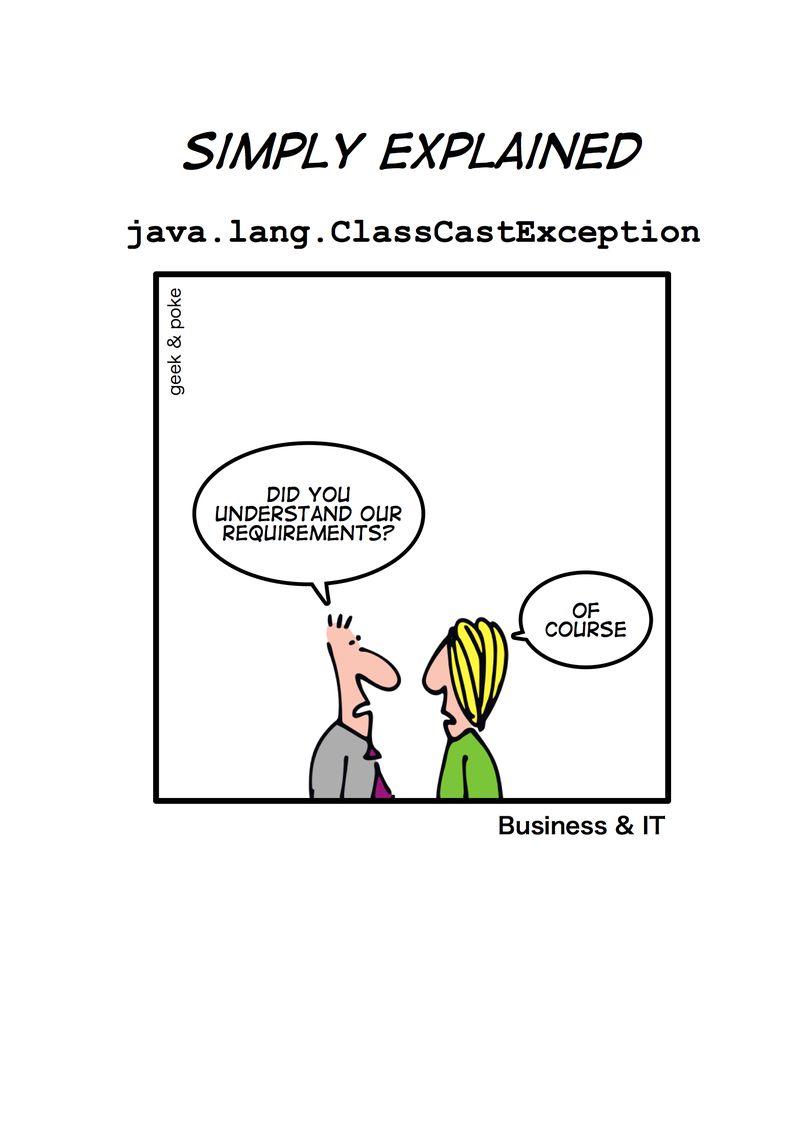 SIMPLY EXPLAINED
java.lang.ClassCastException
geek & poke
DID YOU
UNDERSTAND OUR
REQUIREMENTS?
OF
COURSE
Business & IT